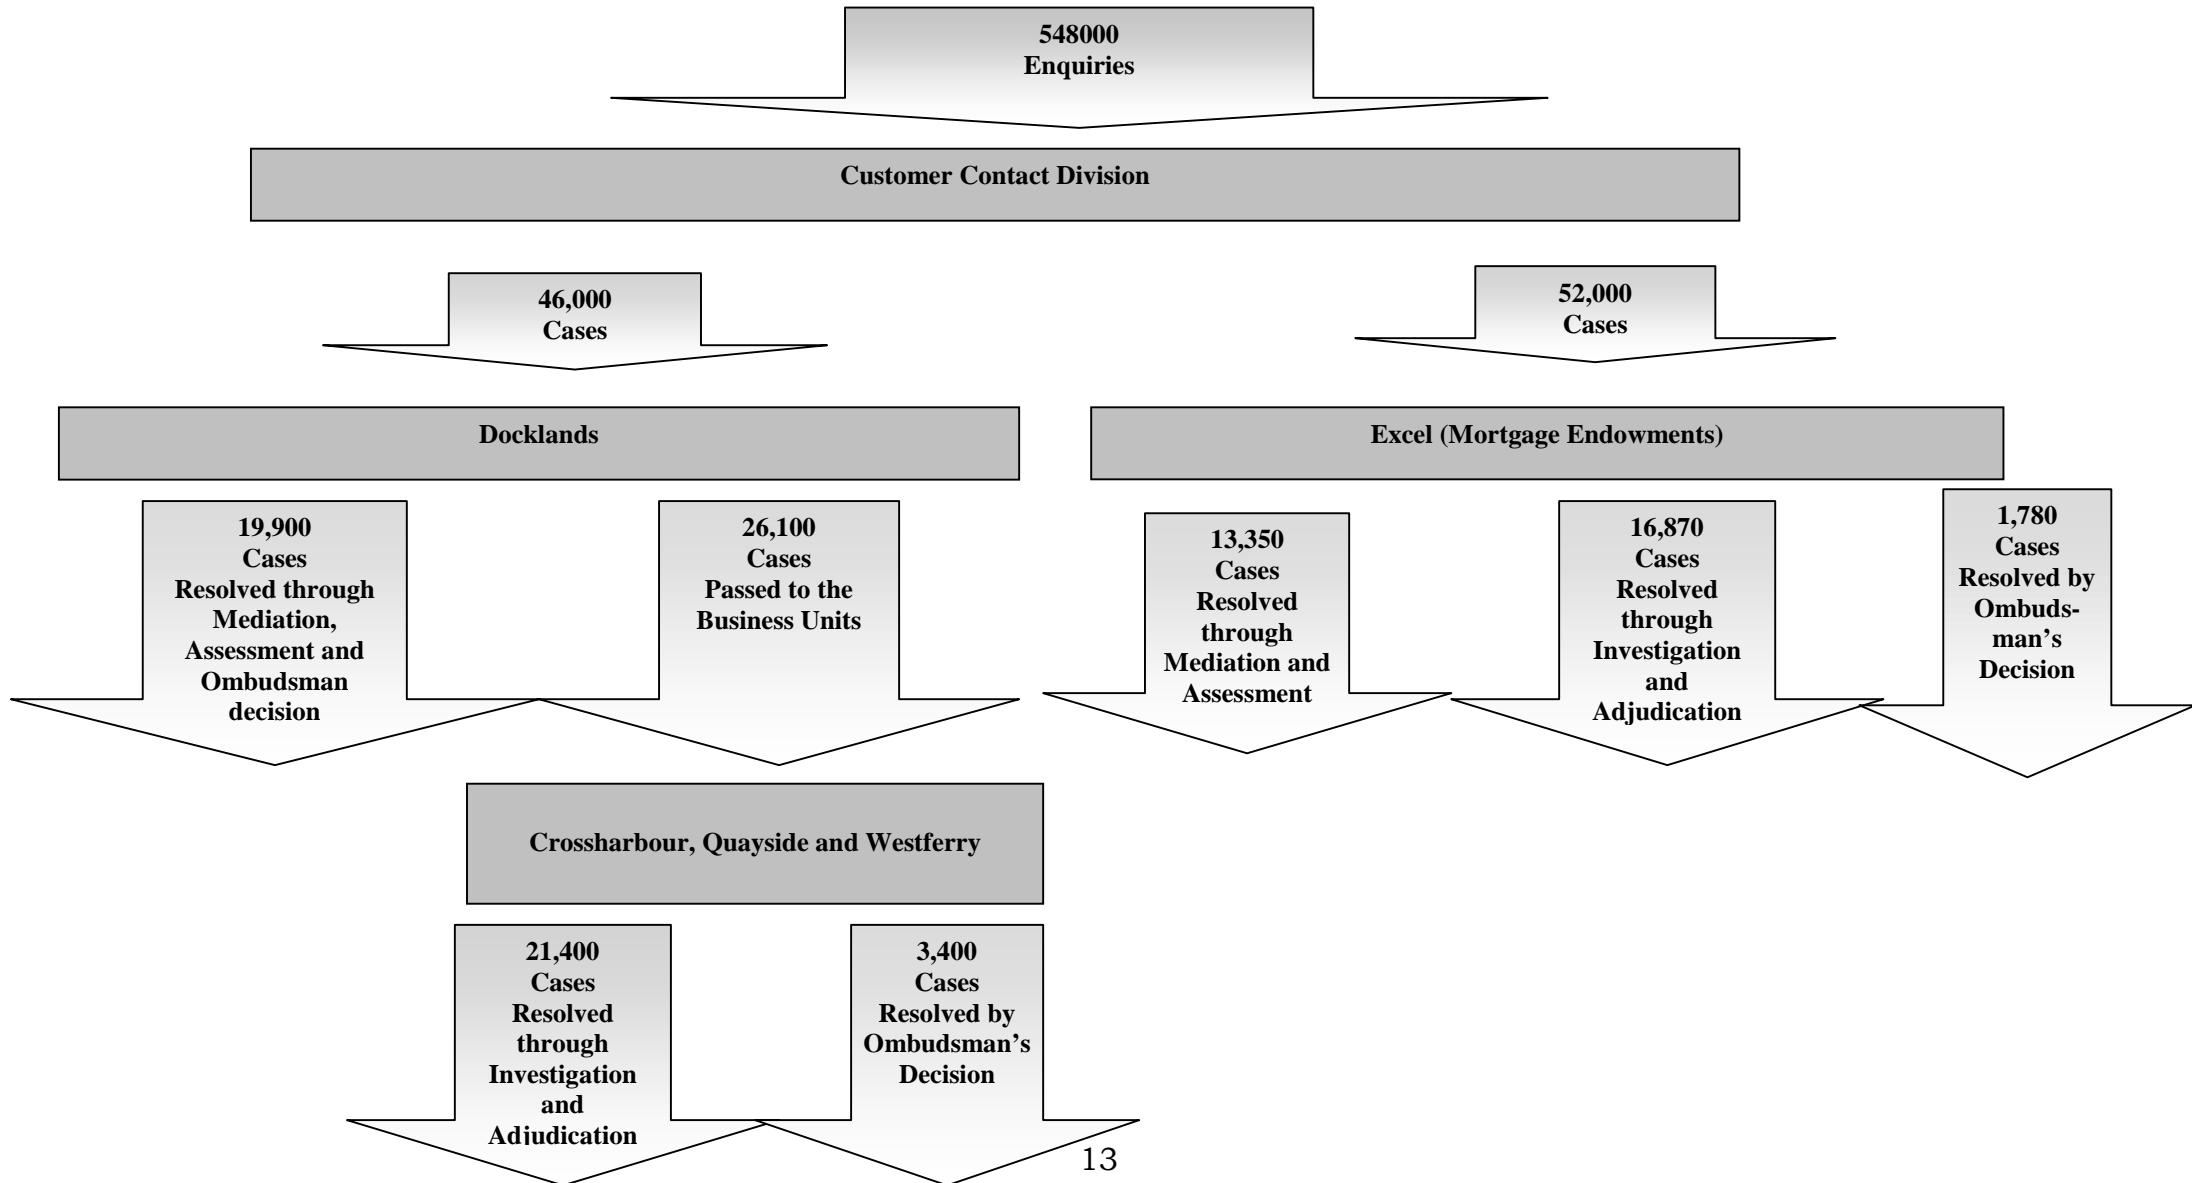 548000
Enquiries
Customer Contact Division
46,000
Cases
52,000
Cases
Docklands
Excel (Mortgage Endowments)
19,900
Cases
Resolved through
Mediation,
Assessment and
Ombudsman
decision
26,100
Cases
Passed to the
Business Units
13,350
Cases
Resolved
through
Mediation and
Assessment
16,870
Cases
Resolved
through
Investigation
and
Adjudication
1,780
Cases
Resolved by
Ombuds-
man’s
Decision
Crossharbour, Quayside and Westferry
21,400
Cases
Resolved
through
Investigation
and
Adjudication
3,400
Cases
Resolved by
Ombudsman’s
Decision
13